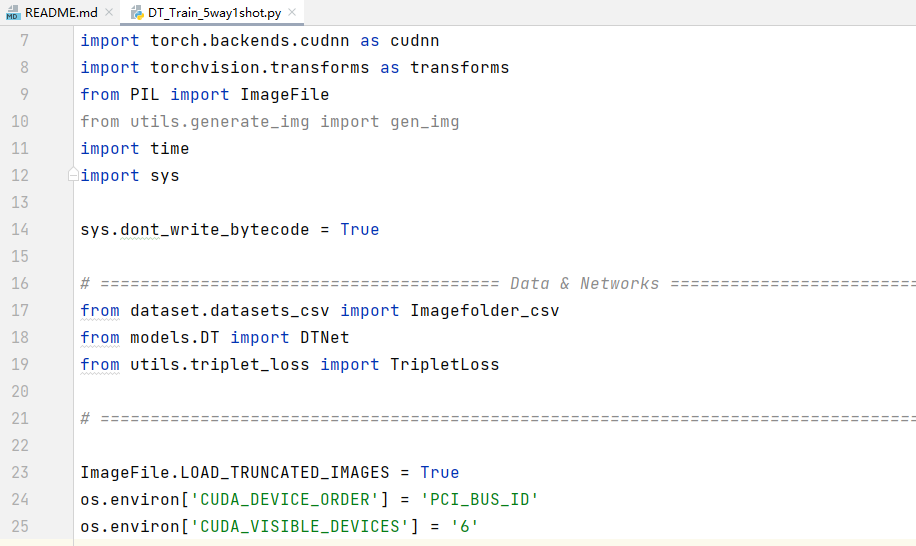 MD README.md × DT_Train_5way1shot.py ×
7 import torch.backends.cudnn as cudnn
8 import torchvision.transforms as transforms
9 from PIL import ImageFile
10 from utils.generate_img import gen_img
11 import time
12 import sys
13
14 sys.dont_write_bytecode = True
15
16 # ======================================== Data & Networks =========================
17 from dataset.datasets_csv import Imagefolder_csv
18 from models.DT import DTNet
19 from utils.triplet_loss import TripletLoss
20
21 # ==================================================================================
22
23 ImageFile.LOAD_TRUNCATED_IMAGES = True
24 os.environ['CUDA_DEVICE_ORDER'] = 'PCI_BUS_ID'
25 os.environ['CUDA_VISIBLE_DEVICES'] = '6'